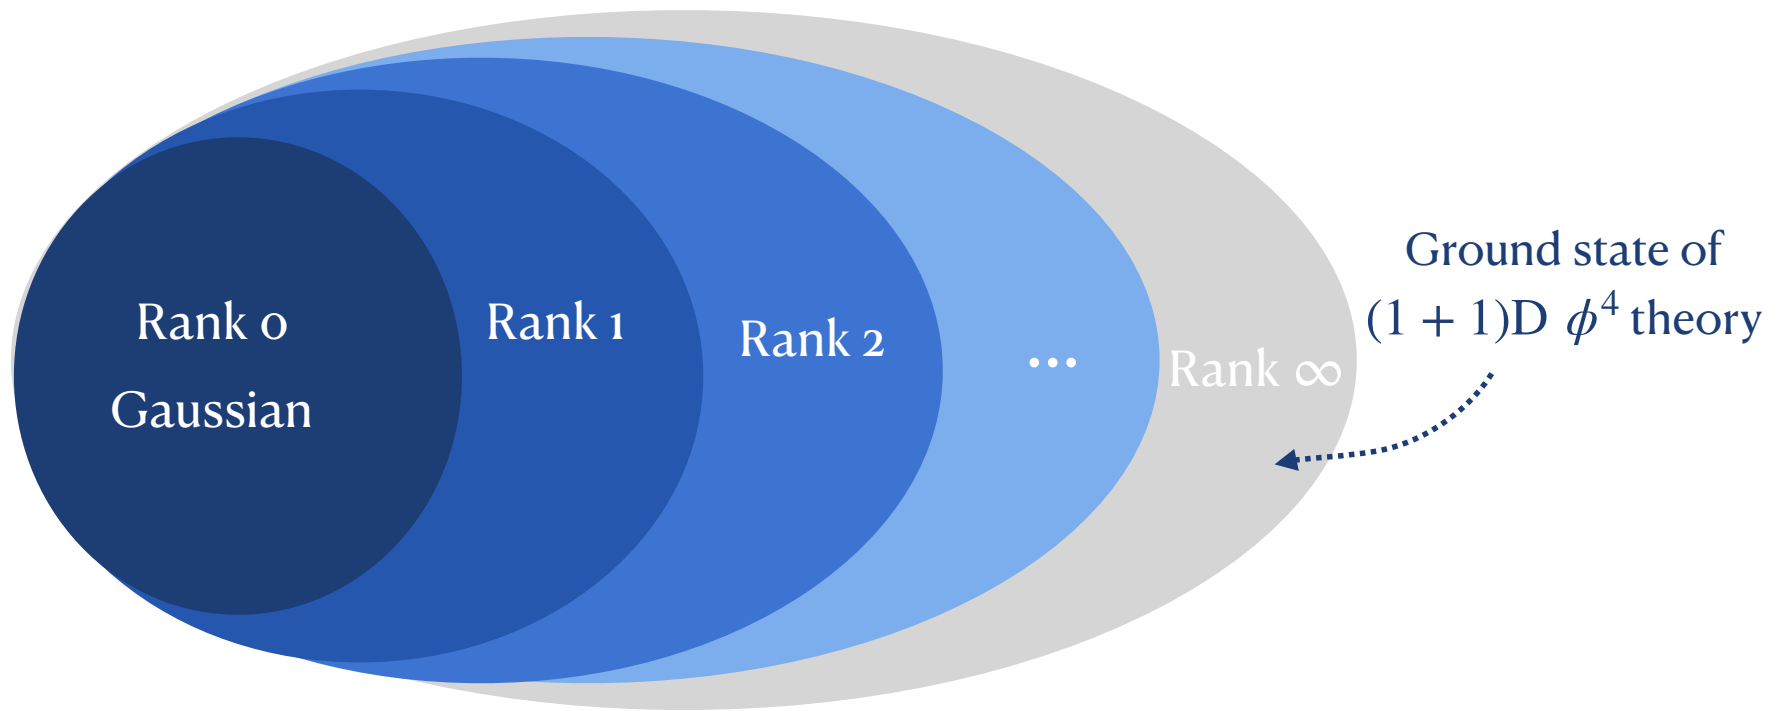 Rank 0
Gaussian
Rank 1
Rank 2
...
Rank ∞
Ground state of
(1 + 1)D ϕ⁴ theory